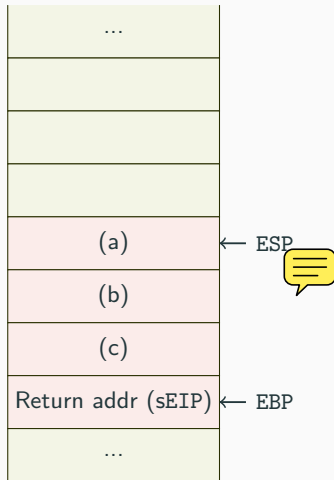 ...
(a)
← ESP
(b)
(c)
Return addr (sEIP) ← EBP
...